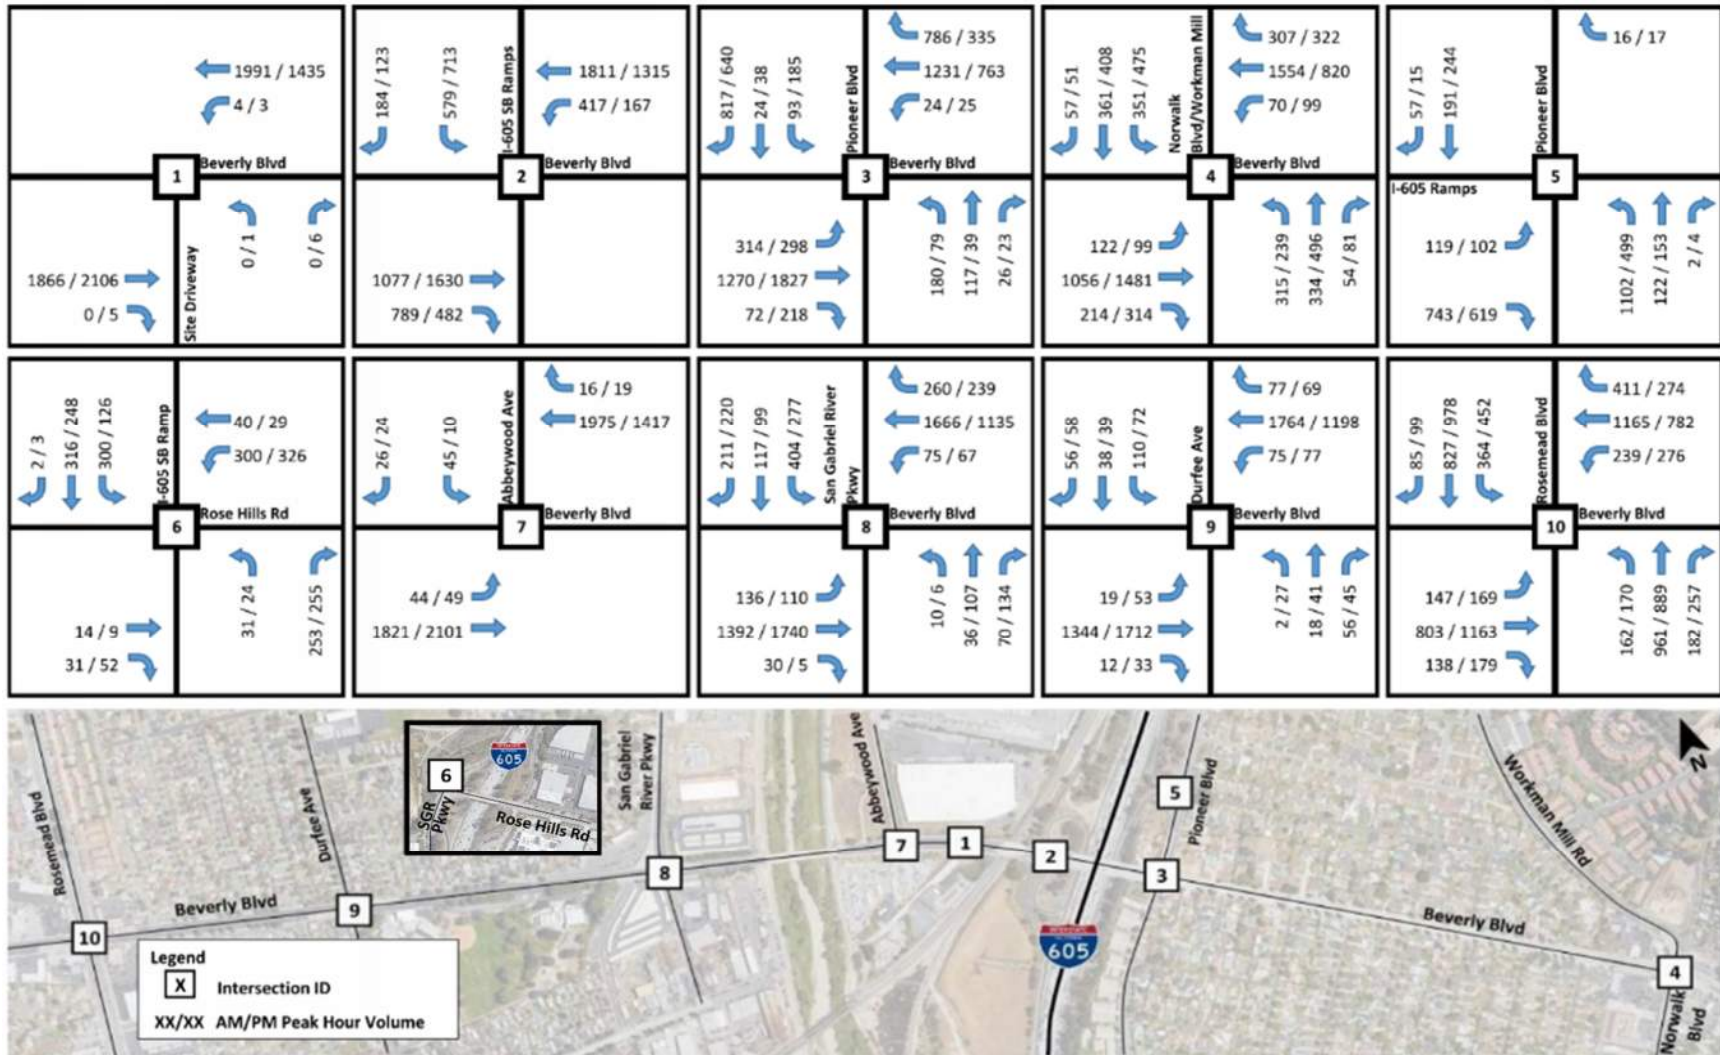 1991 / 1435
4 / 3
Beverly Blvd
1
Site Driveway
0 / 1
0 / 6
1866 / 2106
0 / 5
184 / 123
579 / 713
I-605 SB Ramps
1811 / 1315
417 / 167
Beverly Blvd
2
1077 / 1630
789 / 482
817 / 640
24 / 38
93 / 185
Pioneer Blvd
786 / 335
1231 / 763
24 / 25
Beverly Blvd
3
314 / 298
1270 / 1827
72 / 218
180 / 79
117 / 39
26 / 23
57 / 51
361 / 408
351 / 475
Norwalk
Blvd/Workman Mill
307 / 322
1554 / 820
70 / 99
Beverly Blvd
4
122 / 99
1056 / 1481
214 / 314
315 / 239
334 / 496
54 / 81
57 / 15
191 / 244
Pioneer Blvd
16 / 17
5
I-605 Ramps
119 / 102
743 / 619
1102 / 499
122 / 153
2 / 4
2 / 3
316 / 248
300 / 126
I-605 SB Ramp
40 / 29
300 / 326
Rose Hills Rd
6
14 / 9
31 / 52
31 / 24
253 / 255
26 / 24
45 / 10
Abbeywood Ave
16 / 19
1975 / 1417
Beverly Blvd
7
44 / 49
1821 / 2101
211 / 220
117 / 99
404 / 277
San Gabriel River
Pkwy
260 / 239
1666 / 1135
75 / 67
Beverly Blvd
8
136 / 110
1392 / 1740
30 / 5
10 / 6
36 / 107
70 / 134
56 / 58
38 / 39
110 / 72
Durfee Ave
77 / 69
1764 / 1198
75 / 77
Beverly Blvd
9
19 / 53
1344 / 1712
12 / 33
2 / 27
18 / 41
56 / 45
85 / 99
827 / 978
364 / 452
Rosemead Blvd
411 / 274
1165 / 782
239 / 276
Beverly Blvd
10
147 / 169
803 / 1163
138 / 179
162 / 170
961 / 889
182 / 257
Rosemead Blvd
Durfee Ave
605
6
SGR
Pkwy
Rose Hills Rd
San Gabriel
River Pkwy
Abbeywood Ave
5
Pioneer Blvd
Workman Mill Rd
N
7
1
2
3
8
9
10
Beverly Blvd
Beverly Blvd
605
4
Norwalk
Blvd
Legend
X Intersection ID
XX/XX AM/PM Peak Hour Volume